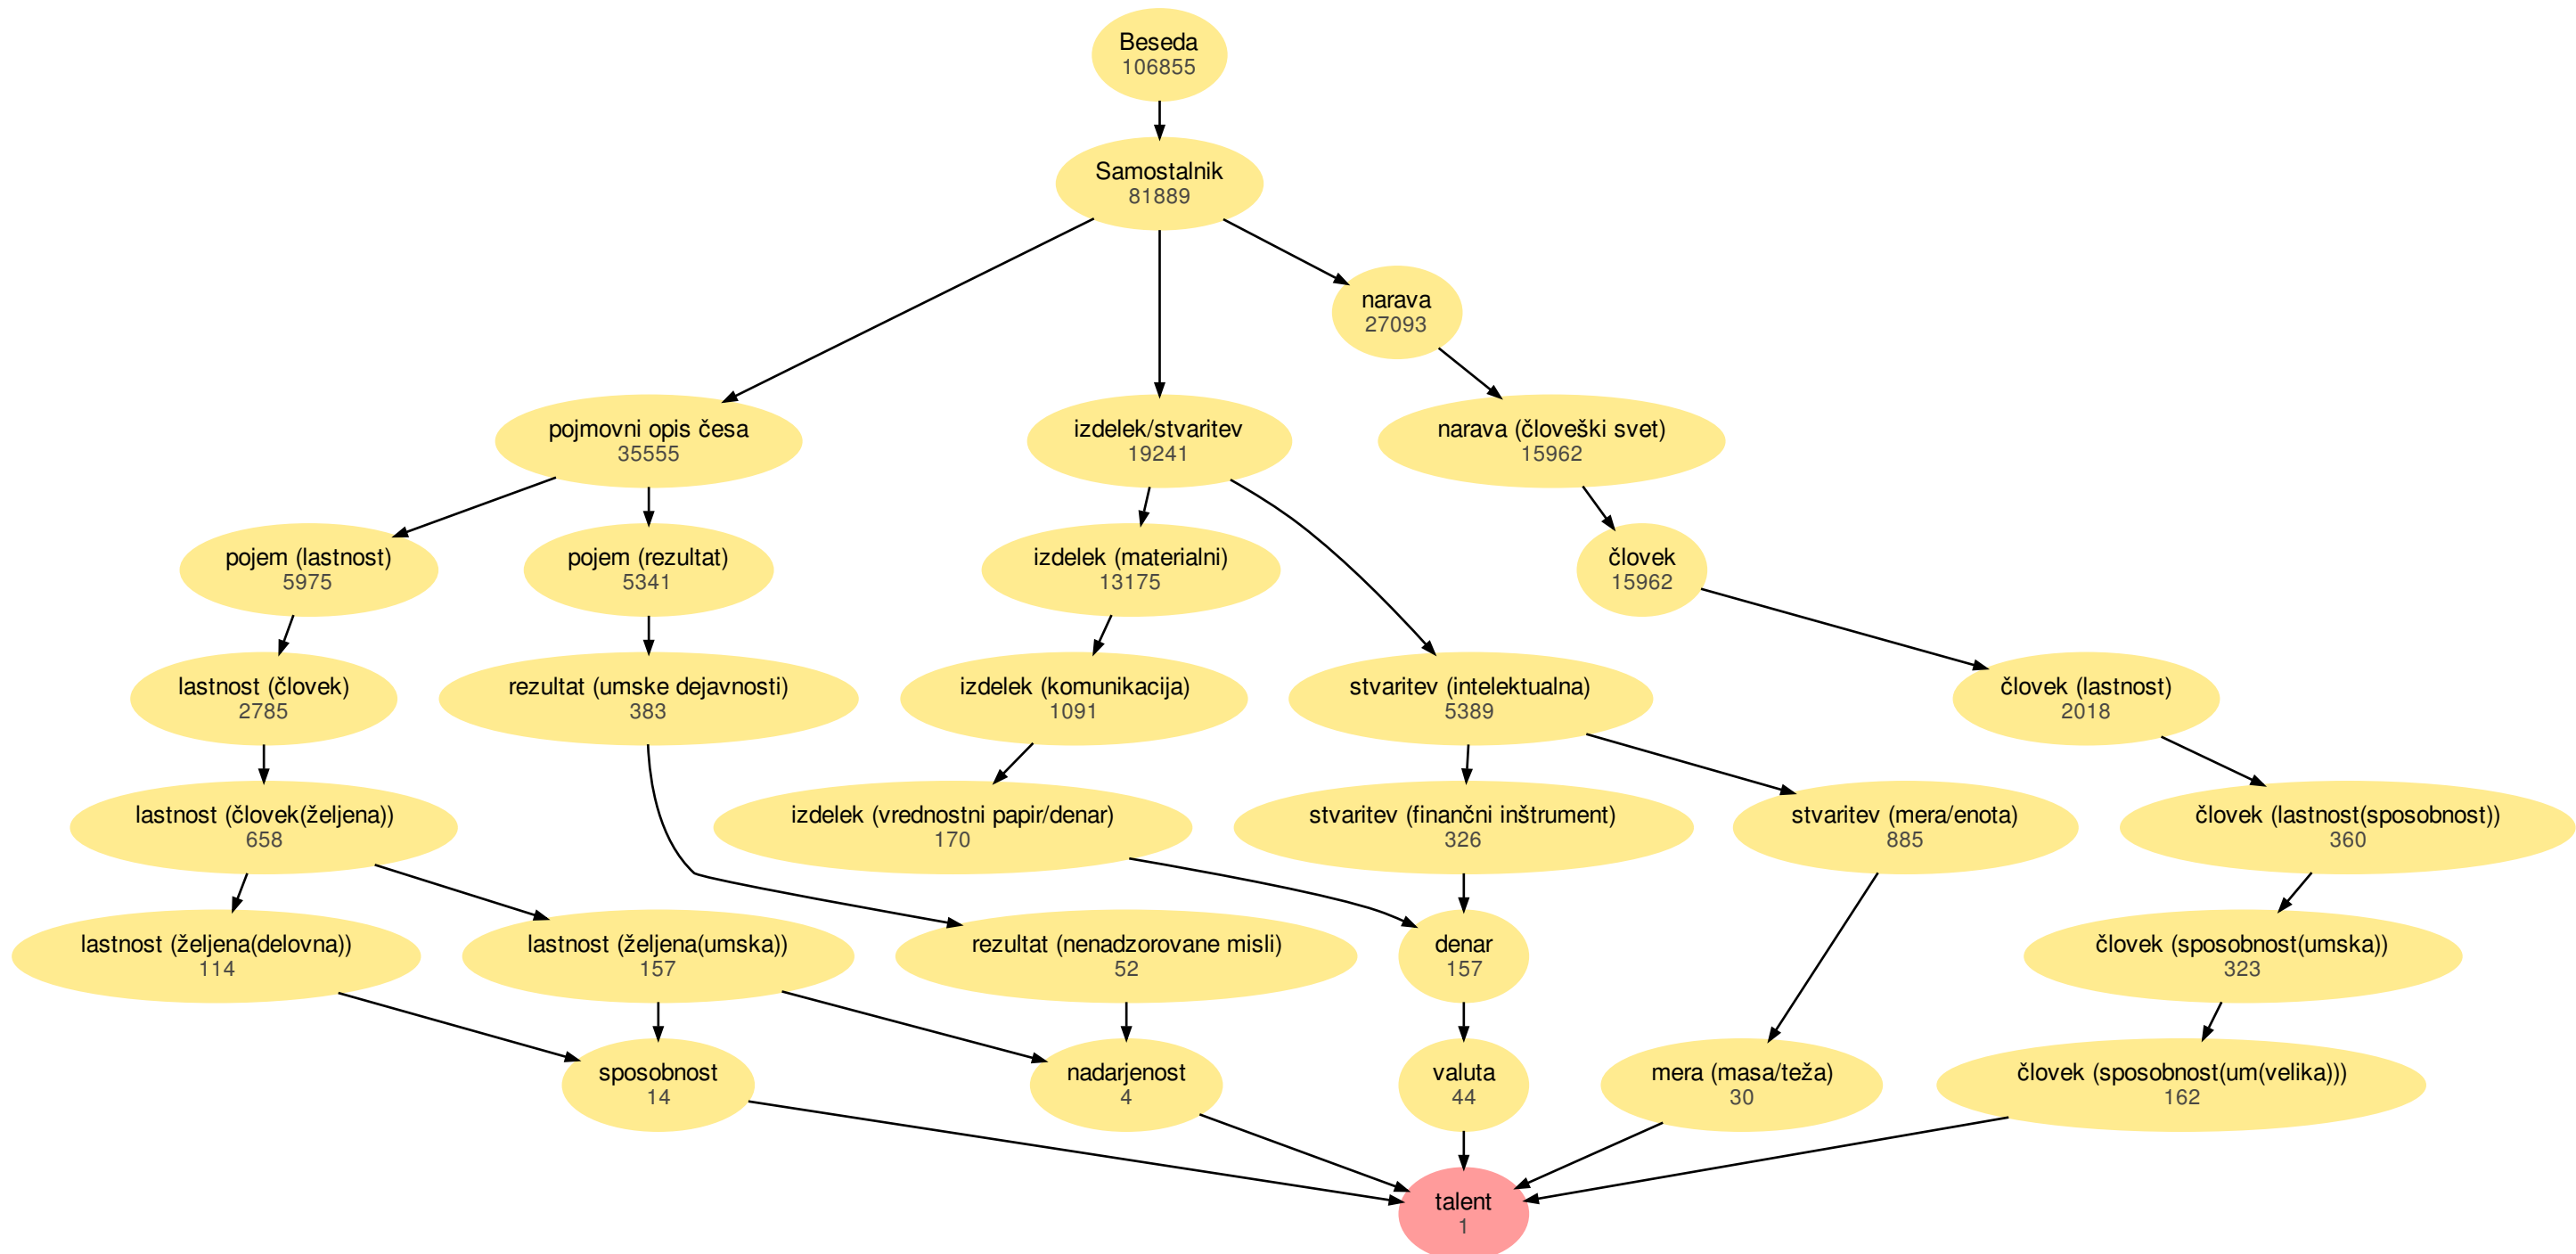 Beseda
106855
Samostalnik
81889
narava
27093
pojmovni opis česa
35555
izdelek/stvaritev
19241
narava (človeški svet)
15962
pojem (lastnost)
5975
pojem (rezultat)
5341
izdelek (materialni)
13175
človek
15962
lastnost (človek)
2785
rezultat (umske dejavnosti)
383
izdelek (komunikacija)
1091
stvaritev (intelektualna)
5389
človek (lastnost)
2018
lastnost (človek(željena))
658
izdelek (vrednostni papir/denar)
170
stvaritev (finančni inštrument)
326
stvaritev (mera/enota)
885
človek (lastnost(sposobnost))
360
lastnost (željena(delovna))
114
lastnost (željena(umska))
157
rezultat (nenadzorovane misli)
52
denar
157
človek (sposobnost(umska))
323
sposobnost
14
nadarjenost
4
valuta
44
mera (masa/teža)
30
človek (sposobnost(um(velika)))
162
talent
1